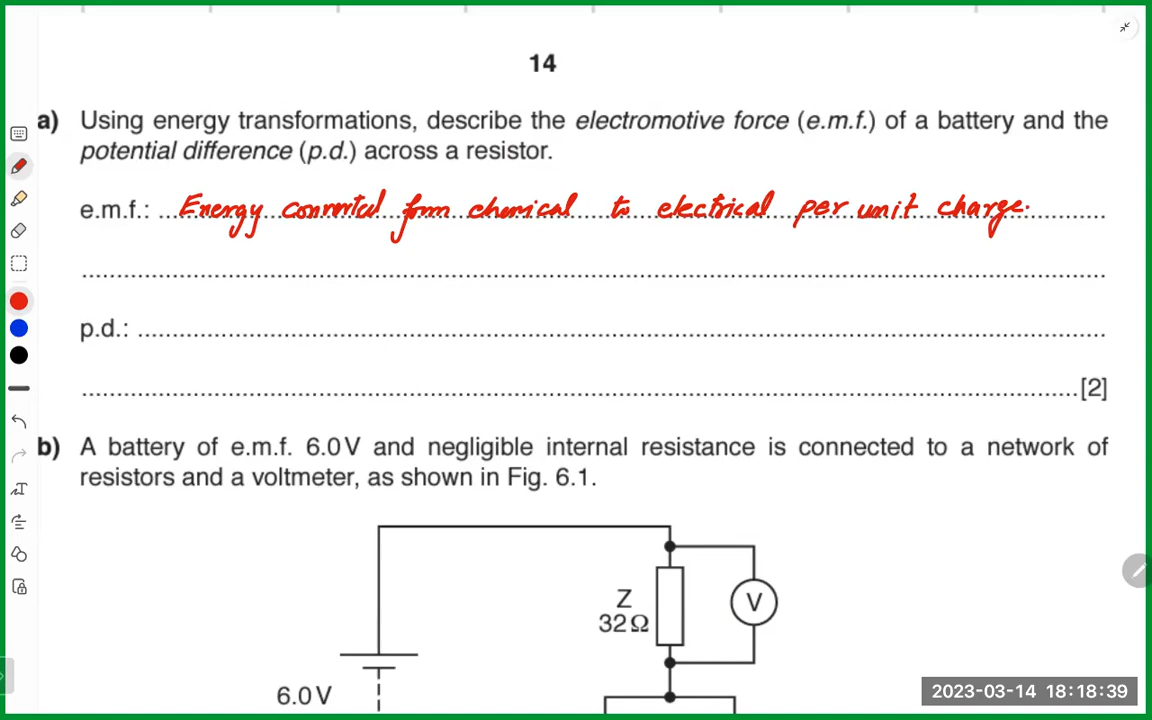 14
a) Using energy transformations, describe the electromotive force (e.m.f.) of a battery and the
potential difference (p.d.) across a resistor.
e.m.f.: ... Energy converted from chemical to electrical per unit charge.
p.d.:
[2]
b) A battery of e.m.f. 6.0 V and negligible internal resistance is connected to a network of
resistors and a voltmeter, as shown in Fig. 6.1.
Z
32Ω
V
6.0 V
2023-03-14 18:18:39